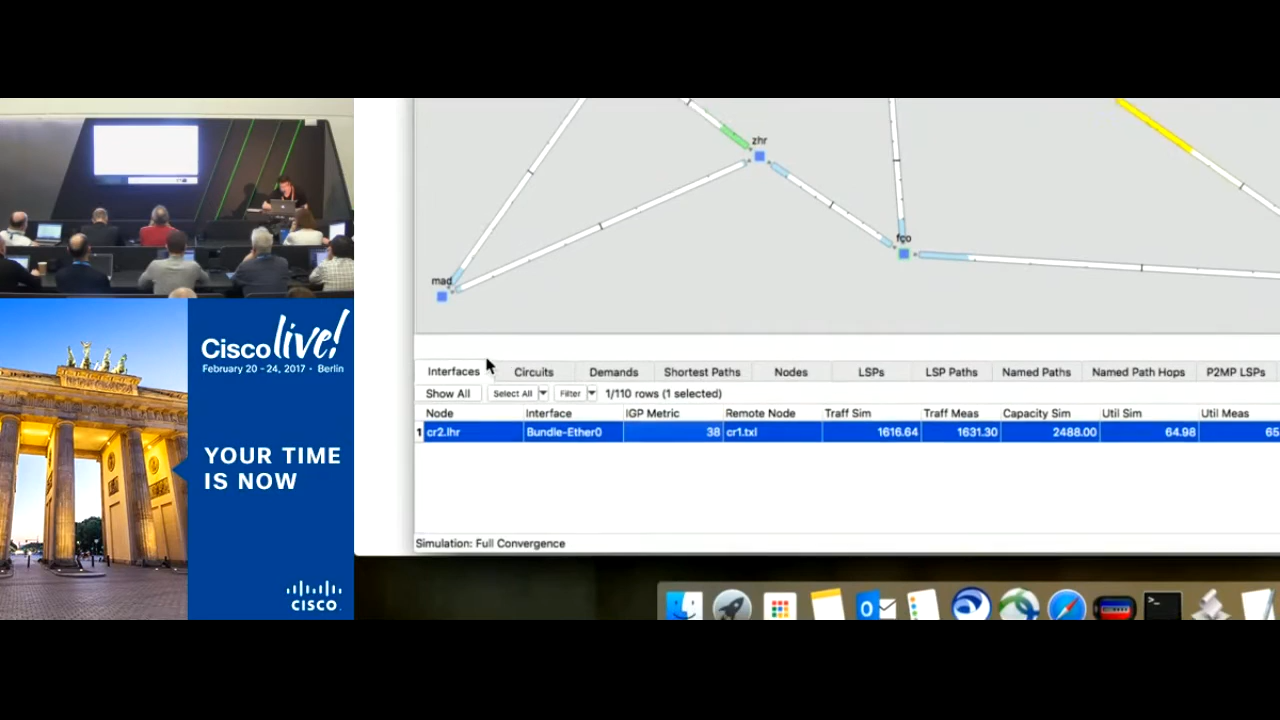 zhr
fco
mad
Cisco live!
February 20 - 24, 2017 • Berlin
YOUR TIME
IS NOW
CISCO
Interfaces Circuits Demands Shortest Paths Nodes LSPs LSP Paths Named Paths Named Path Hops P2MP LSPs
Show All Select All Filter 1/110 rows (1 selected)
Node Interface IGP Metric Remote Node Traff Sim Traff Meas Capacity Sim Util Sim Util Meas
1 cr2.lhr Bundle-Ether0 38 cr1.txl 1616.64 1631.30 2488.00 64.98 65
Simulation: Full Convergence